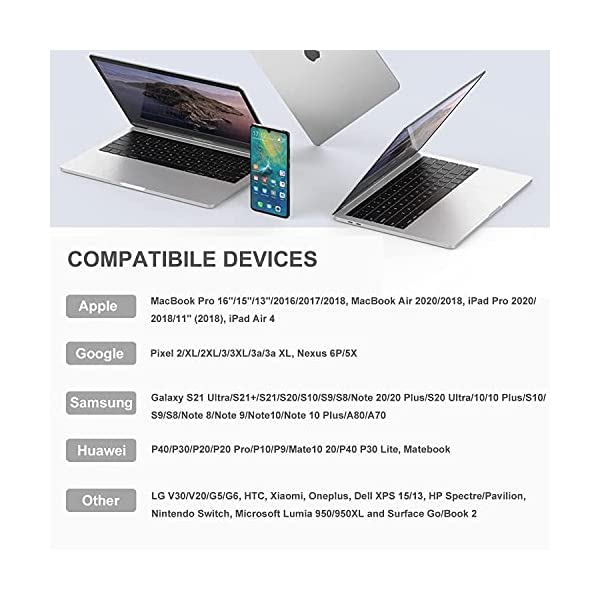 COMPATIBILE DEVICES
Apple
MacBook Pro 16"/15"/13"/2016/2017/2018, MacBook Air 2020/2018, iPad Pro 2020/
2018/11" (2018), iPad Air 4
Google
Pixel 2/XL/2XL/3/3XL/3a/3a XL, Nexus 6P/5X
Samsung
Galaxy S21 Ultra/S21+/S21/S20/S10/S9/S8/Note 20/20 Plus/S20 Ultra/10/10 Plus/S10/
S9/S8/Note 8/Note 9/Note10/Note 10 Plus/A80/A70
Huawei
P40/P30/P20/P20 Pro/P10/P9/Mate10 20/P40 P30 Lite, Matebook
Other
LG V30/V20/G5/G6, HTC, Xiaomi, Oneplus, Dell XPS 15/13, HP Spectre/Pavilion,
Nintendo Switch, Microsoft Lumia 950/950XL and Surface Go/Book 2